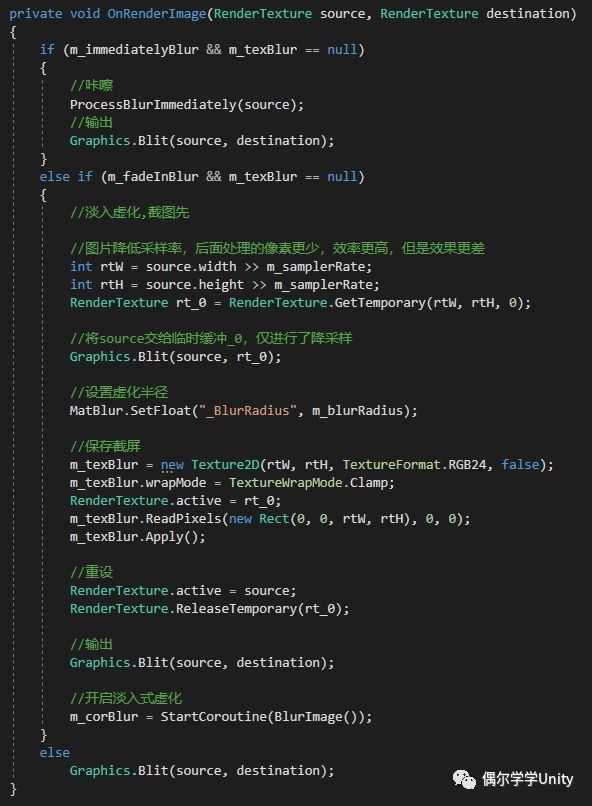 private void OnRenderImage(RenderTexture source, RenderTexture destination)
{
    if (m_immediatelyBlur && m_texBlur == null)
    {
        //咔嚓
        ProcessBlurImmediately(source);
        //输出
        Graphics.Blit(source, destination);
    }
    else if (m_fadeInBlur && m_texBlur == null)
    {
        //淡入虚化,截图先

        //图片降低采样率，后面处理的像素更少，效率更高，但是效果更差
        int rtW = source.width >> m_samplerRate;
        int rtH = source.height >> m_samplerRate;
        RenderTexture rt_0 = RenderTexture.GetTemporary(rtW, rtH, 0);

        //将source交给临时缓冲_0，仅进行了降采样
        Graphics.Blit(source, rt_0);

        //设置虚化半径
        MatBlur.SetFloat("_BlurRadius", m_blurRadius);

        //保存截屏
        m_texBlur = new Texture2D(rtW, rtH, TextureFormat.RGB24, false);
        m_texBlur.wrapMode = TextureWrapMode.Clamp;
        RenderTexture.active = rt_0;
        m_texBlur.ReadPixels(new Rect(0, 0, rtW, rtH), 0, 0);
        m_texBlur.Apply();

        //重设
        RenderTexture.active = source;
        RenderTexture.ReleaseTemporary(rt_0);

        //输出
        Graphics.Blit(source, destination);

        //开启淡入式虚化
        m_corBlur = StartCoroutine(BlurImage());
    }
    else
        Graphics.Blit(source, destination);
}
偶尔学学Unity